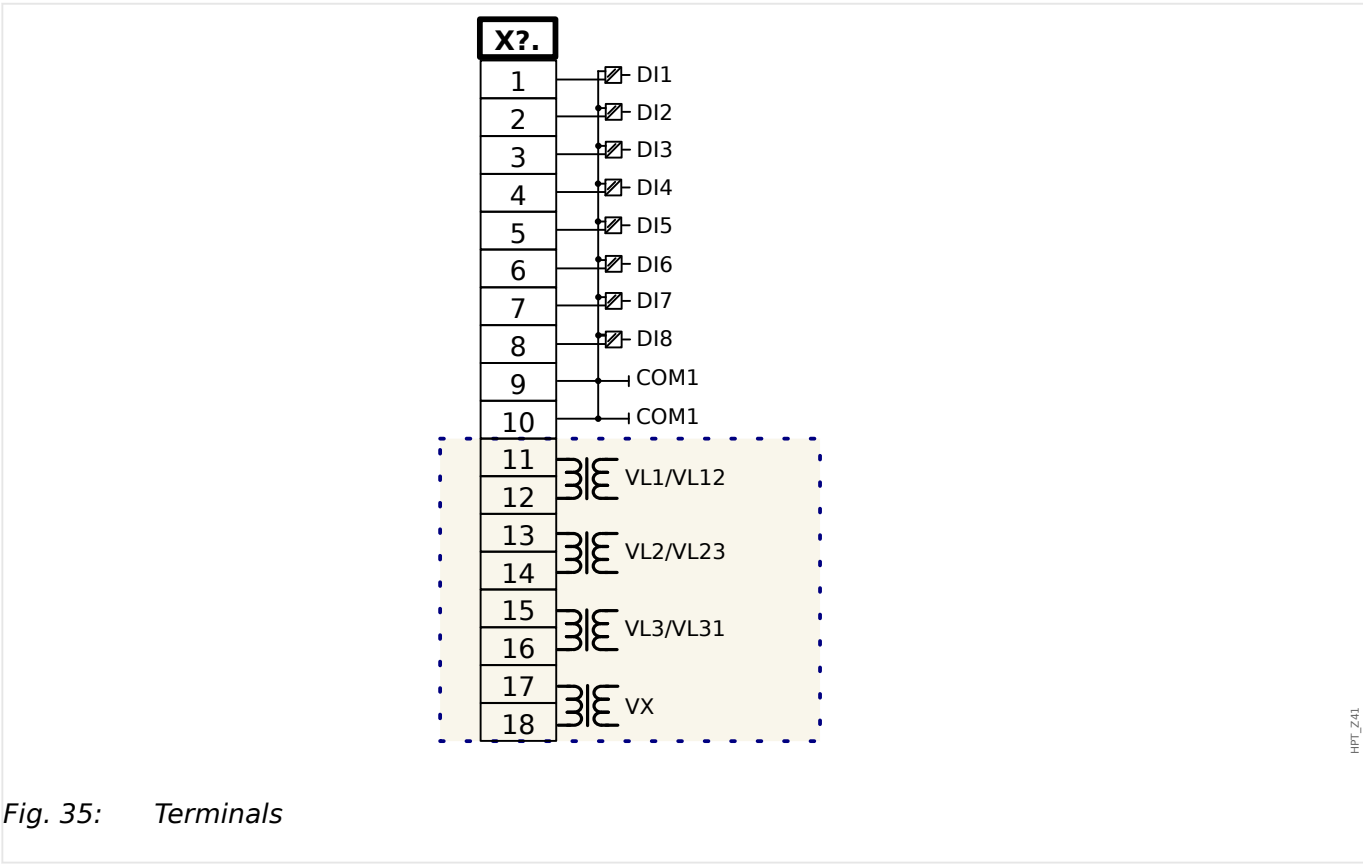 X?.
1 DI1
2 DI2
3 DI3
4 DI4
5 DI5
6 DI6
7 DI7
8 DI8
9 COM1
10 COM1
11
VL1/VL12
12
13
VL2/VL23
14
15
VL3/VL31
16
17
VX
18
HPT_Z41
Fig. 35: Terminals